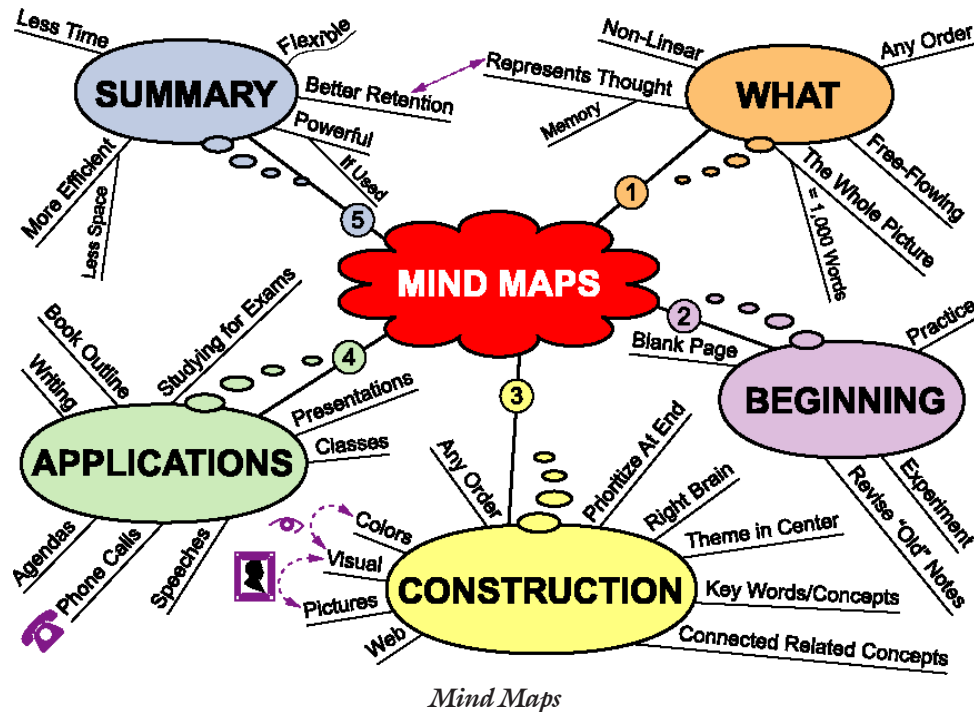 MIND MAPS
1
WHAT
Non-Linear
Represents Thought
Memory
Any Order
Free-Flowing
The Whole Picture
= 1,000 Words
2
BEGINNING
Blank Page
Practice
Experiment
Revise "Old" Notes
3
CONSTRUCTION
Any Order
Prioritize At End
Right Brain
Theme in Center
Key Words/Concepts
Connected Related Concepts
Colors
Visual
Pictures
Web
4
APPLICATIONS
Writing
Book Outline
Studying for Exams
Presentations
Classes
Agendas
Phone Calls
Speeches
5
SUMMARY
Less Time
Flexible
Better Retention
Powerful
If Used
More Efficient
Less Space
Mind Maps